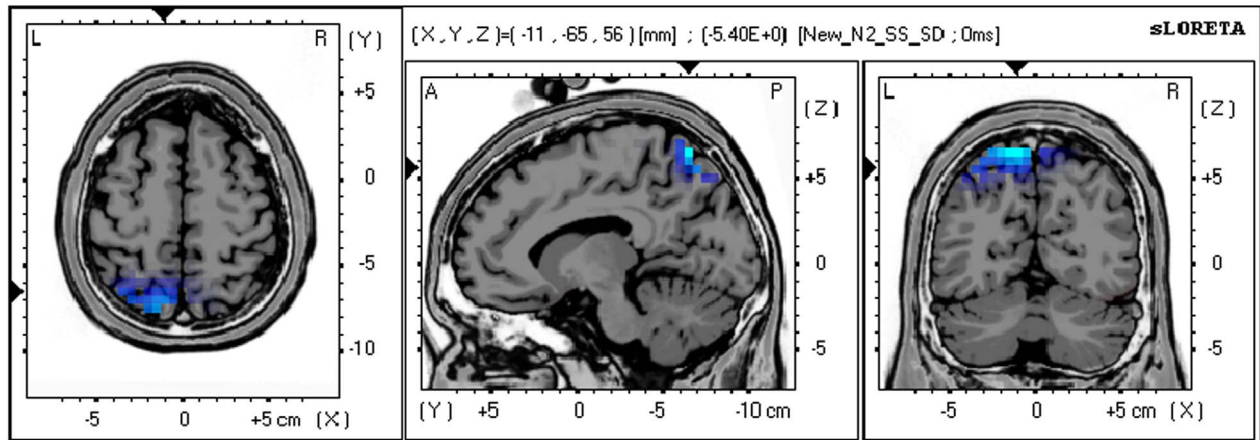 (X,Y,Z)=(-11,-65,56)[mm] ; (-5.40E+0) [New_N2_SS_SD ; 0ms] sLORETA
L R (Y)
+5
0
-5
-10
-5 0 +5 cm (X)
A P (Z)
+5
0
-5
(Y) +5 0 -5 -10 cm
L R (Z)
+5
0
-5
-5 0 +5 cm (X)